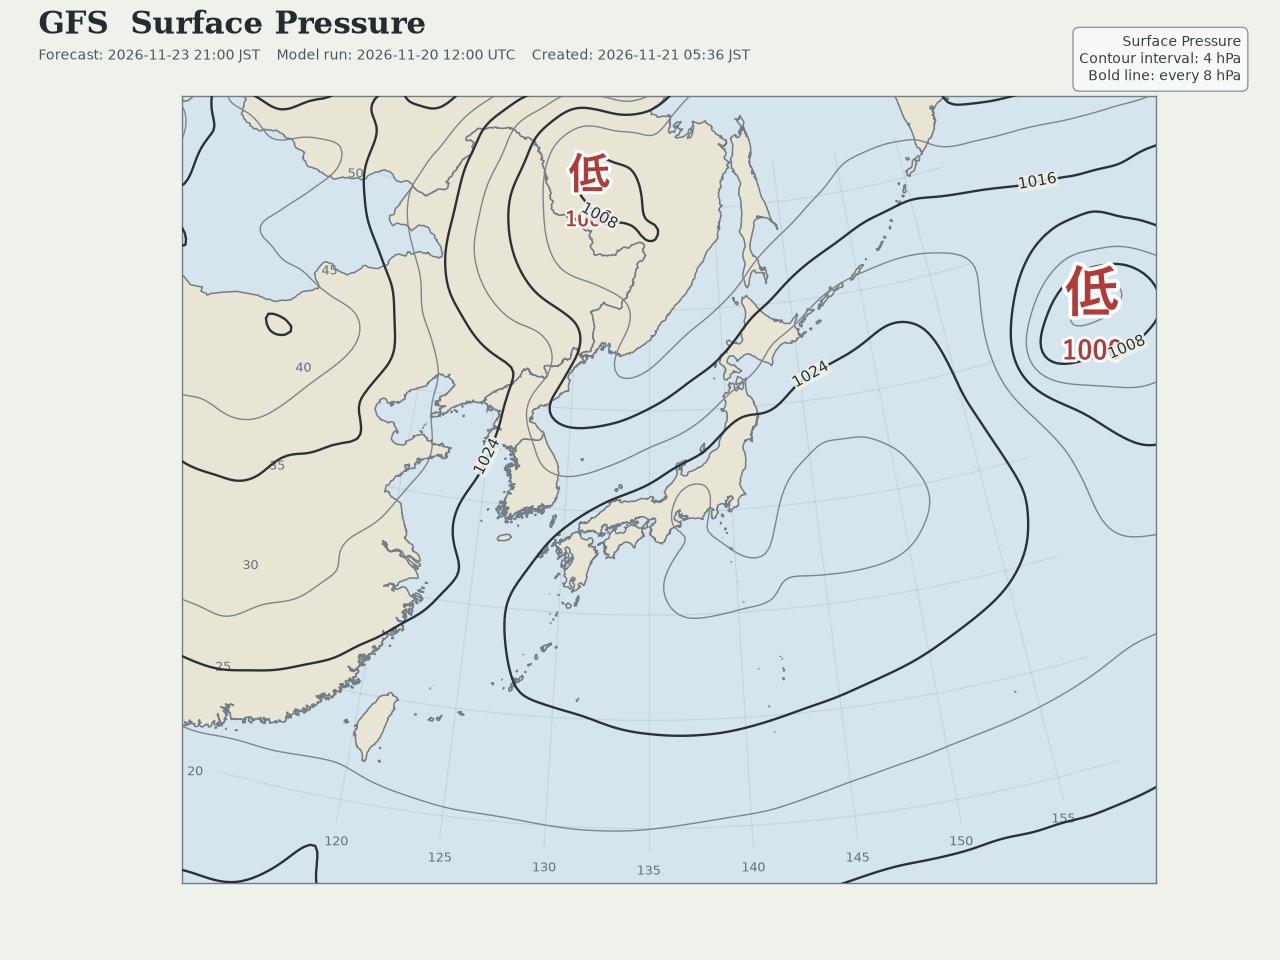 GFS  Surface Pressure
Forecast: 2026-11-23 21:00 JST    Model run: 2026-11-20 12:00 UTC    Created: 2026-11-21 05:36 JST
Surface Pressure
Contour interval: 4 hPa
Bold line: every 8 hPa
低
1008
1016
低
1008
1024
1024
50
45
40
35
30
25
20
120
125
130
135
140
145
150
155